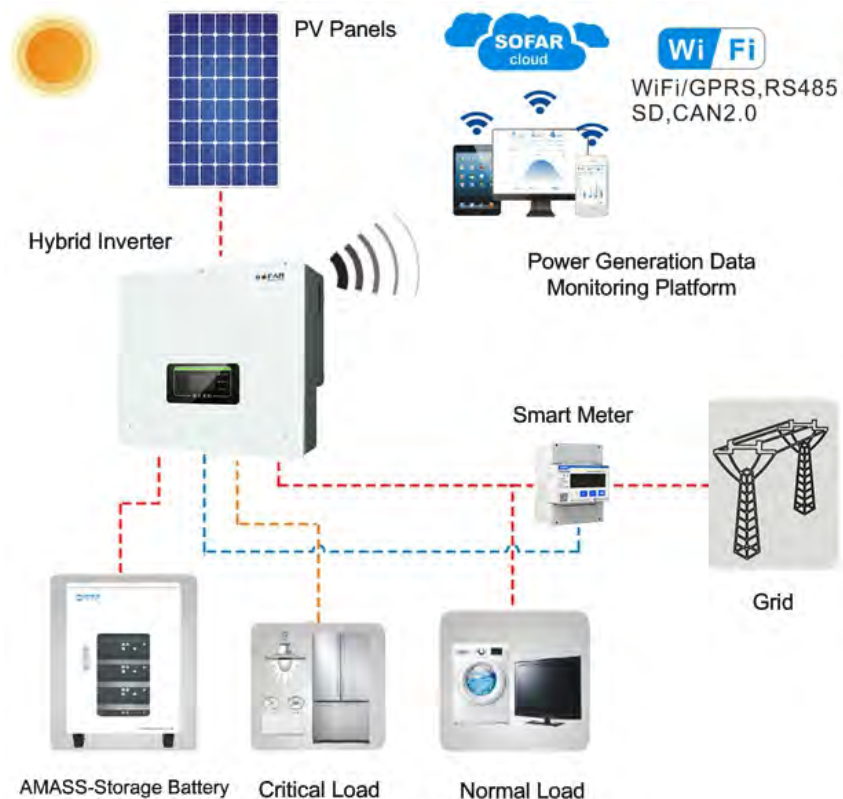 PV Panels
SOFAR
cloud
Wi Fi
WiFi/GPRS,RS485
SD,CAN2.0
Hybrid Inverter
SOFAR
Power Generation Data
Monitoring Platform
Smart Meter
Grid
AMASS-Storage Battery
Critical Load
Normal Load